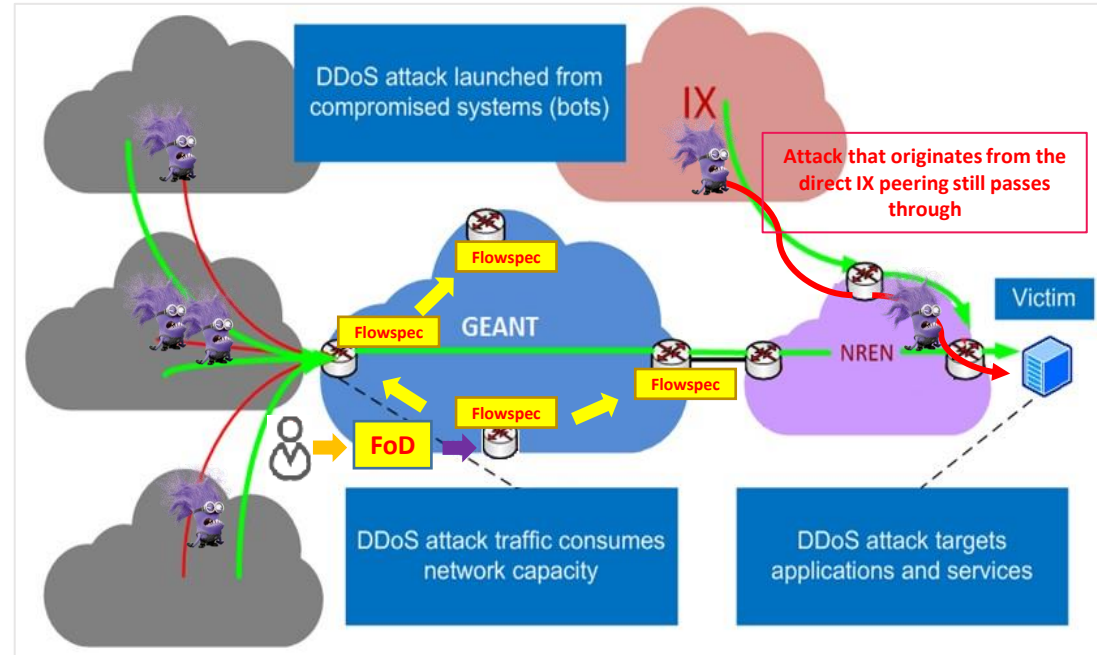 DDoS attack launched from
compromised systems (bots)
IX
Attack that originates from the
direct IX peering still passes
through
Flowspec
Flowspec
GEANT
Victim
NREN
Flowspec
Flowspec
FoD
DDoS attack traffic consumes
network capacity
DDoS attack targets
applications and services